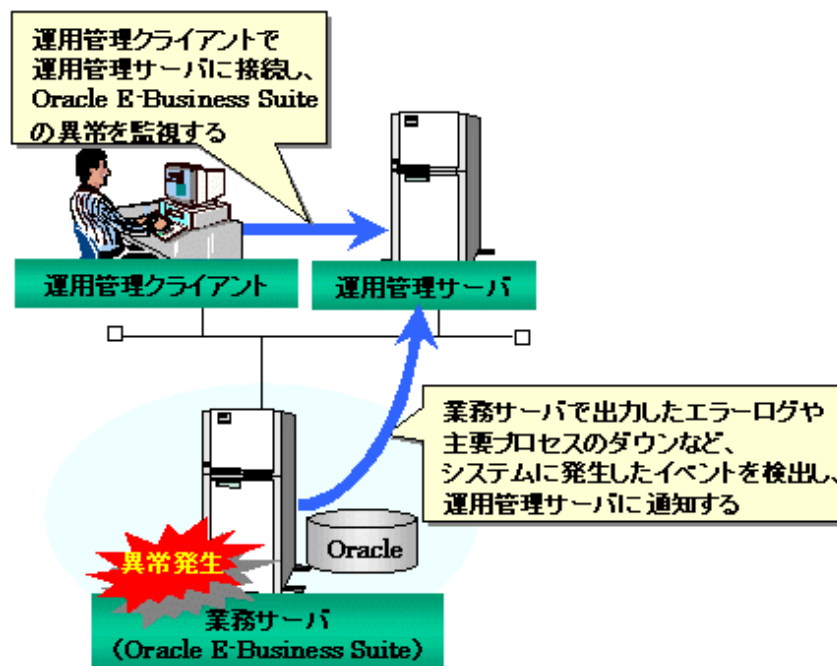 運用管理クライアントで
運用管理サーバに接続し、
Oracle E-Business Suite
の異常を監視する
運用管理クライアント
運用管理サーバ
業務サーバで出力したエラーログや
主要プロセスのダウンなど、
システムに発生したイベントを検出し、
運用管理サーバに通知する
Oracle
異常発生
業務サーバ
（Oracle E-Business Suite）